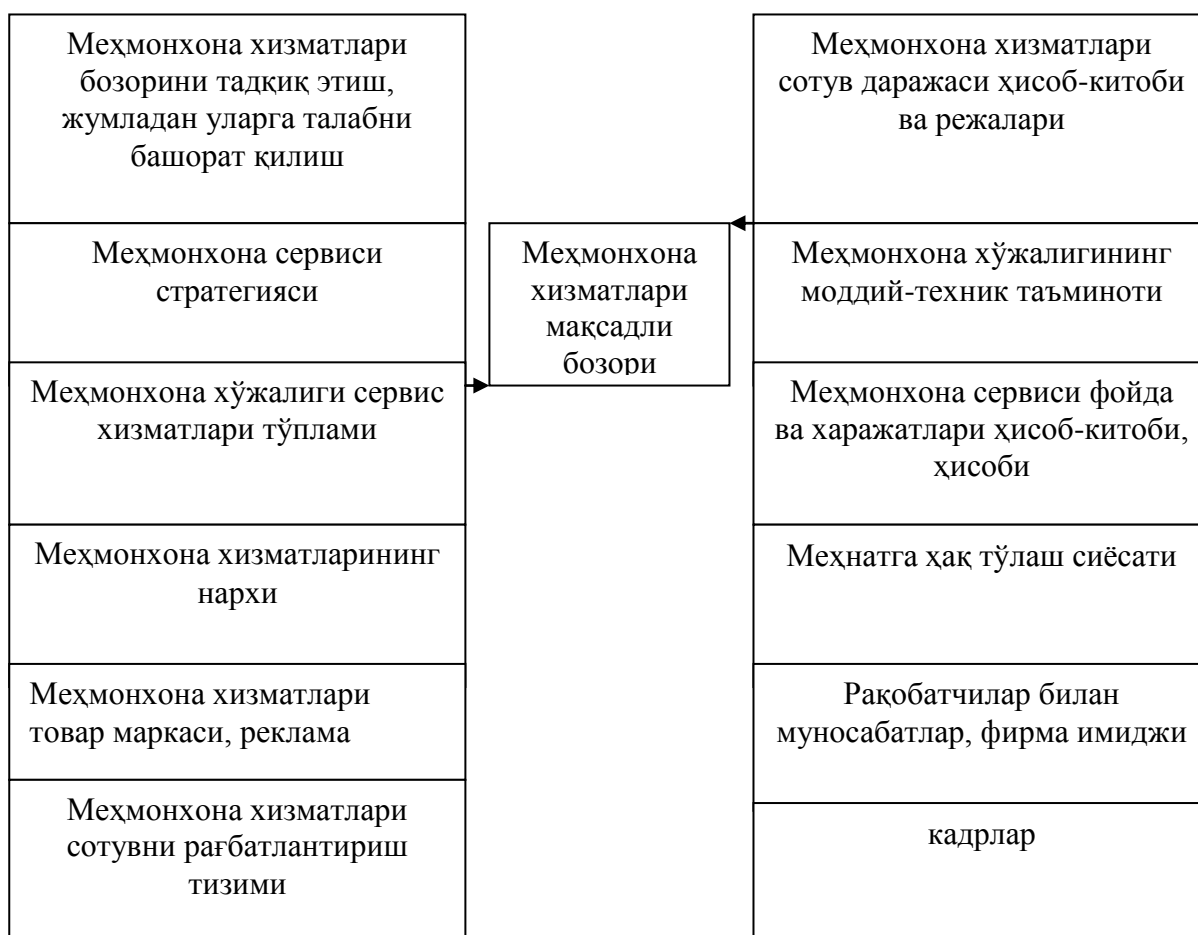 Меҳмонхона хизматлари
бозорини тадқиқ этиш,
жумладан уларга талабни
башорат қилиш
Меҳмонхона сервиси
стратегияси
Меҳмонхона хўжалиги сервис
хизматлари тўплами
Меҳмонхона хизматларининг
нархи
Меҳмонхона хизматлари
товар маркаси, реклама
Меҳмонхона хизматлари
сотувни рағбатлантириш
тизими
Меҳмонхона
хизматлари
мақсадли
бозори
Меҳмонхона хизматлари
сотув даражаси ҳисоб-китоби
ва режалари
Меҳмонхона хўжалигининг
моддий-техник таъминоти
Меҳмонхона сервиси фойда
ва харажатлари ҳисоб-китоби,
ҳисоби
Меҳнатга ҳақ тўлаш сиёсати
Рақобатчилар билан
муносабатлар, фирма имиджи
кадрлар